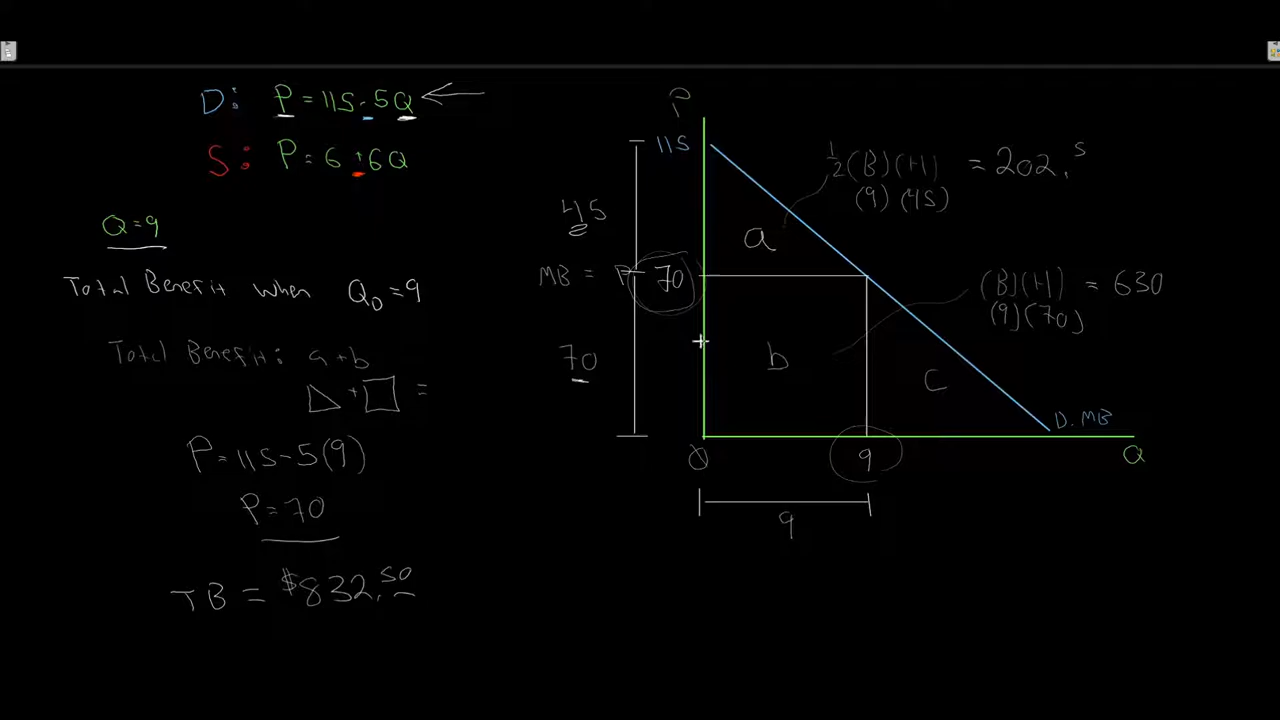 D: P = 115 - 5Q
S: P = 6 + 6Q
Q = 9
Total Benefit when Q_D = 9
Total Benefit: a + b
+ =
P = 115 - 5(9)
P = 70
TB = $832.50
P
115
45
MB = P 70
70
a
b
c
D. MB
0
9
Q
9
1/2 (B)(H) = 202.5
(9)(45)
(B)(H) = 630
(9)(70)